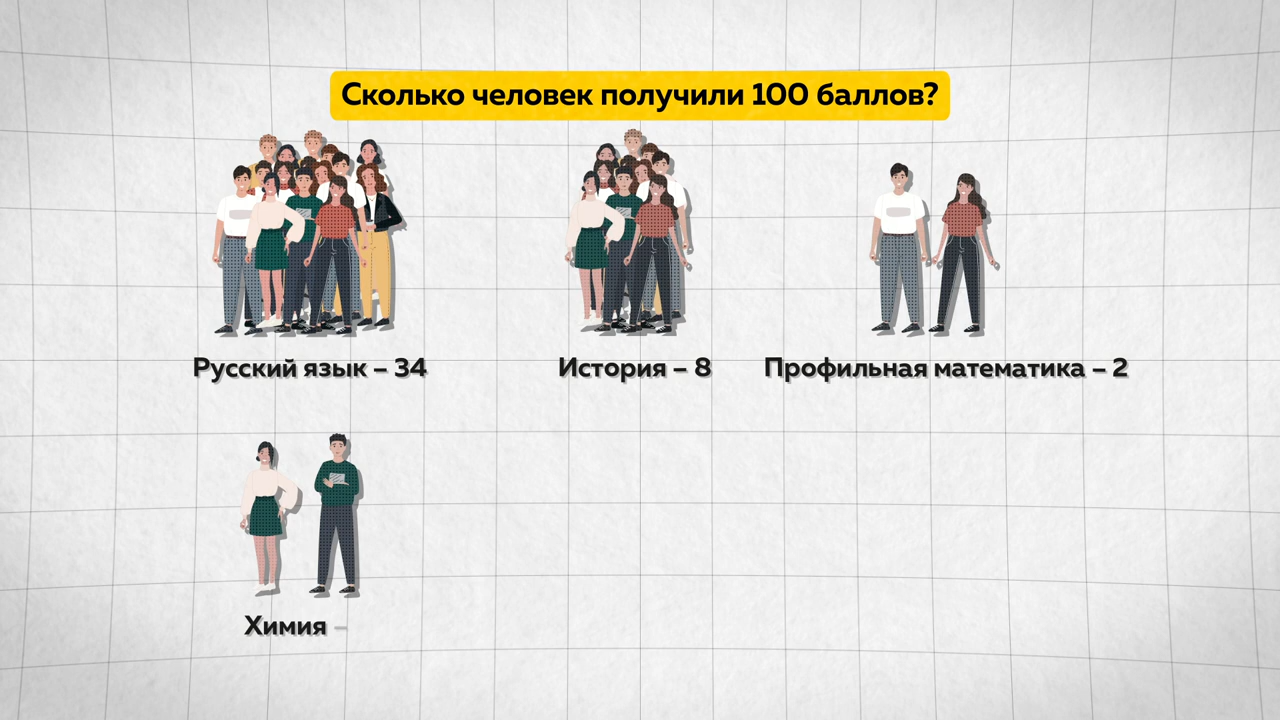 Сколько человек получили 100 баллов?
Русский язык – 34
История – 8
Профильная математика – 2
Химия –